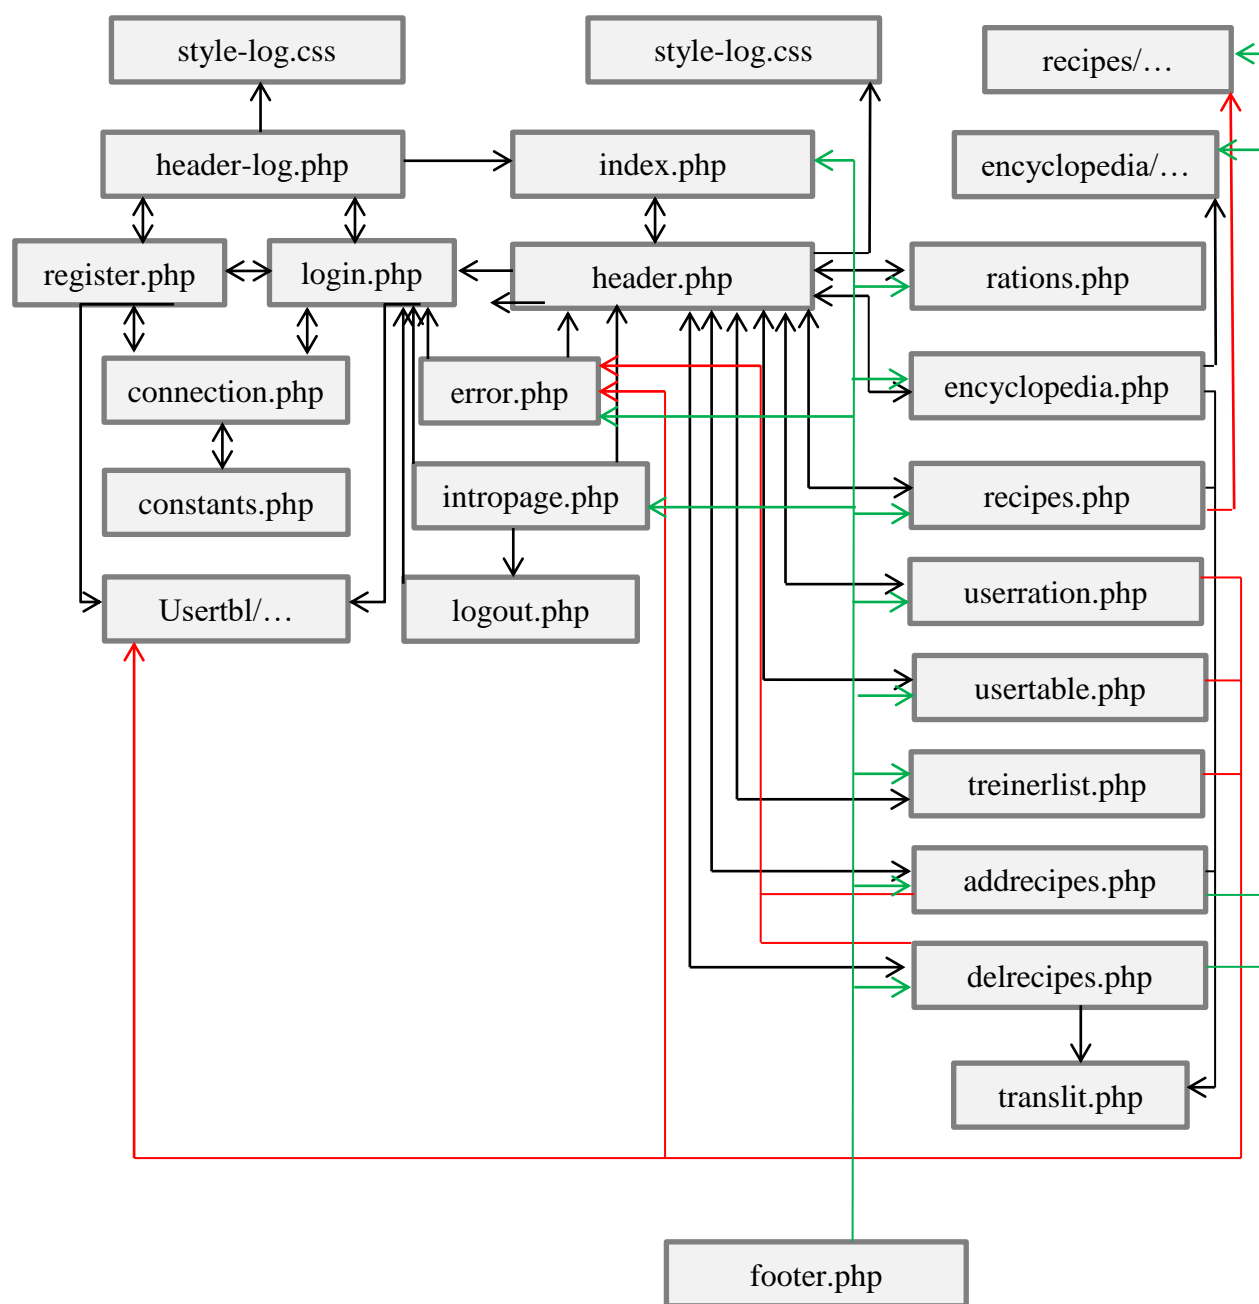 style-log.css
style-log.css
recipes/…
header-log.php
index.php
encyclopedia/…
register.php
login.php
header.php
rations.php
connection.php
error.php
encyclopedia.php
constants.php
intropage.php
recipes.php
Usertbl/…
logout.php
userration.php
usertable.php
treinerlist.php
addrecipes.php
delrecipes.php
translit.php
footer.php